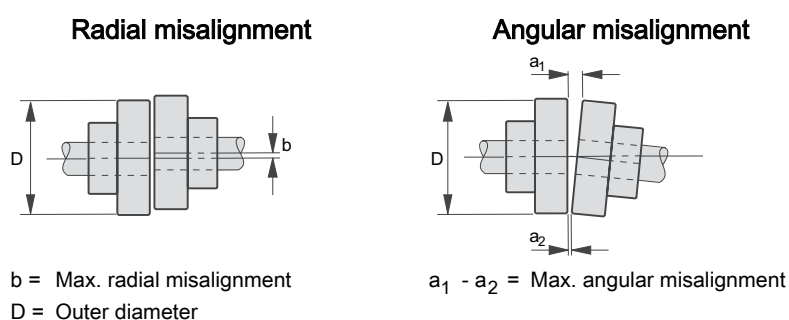 Radial misalignment
D
b
b = Max. radial misalignment
D = Outer diameter
Angular misalignment
a₁
D
a₂
a₁ - a₂ = Max. angular misalignment